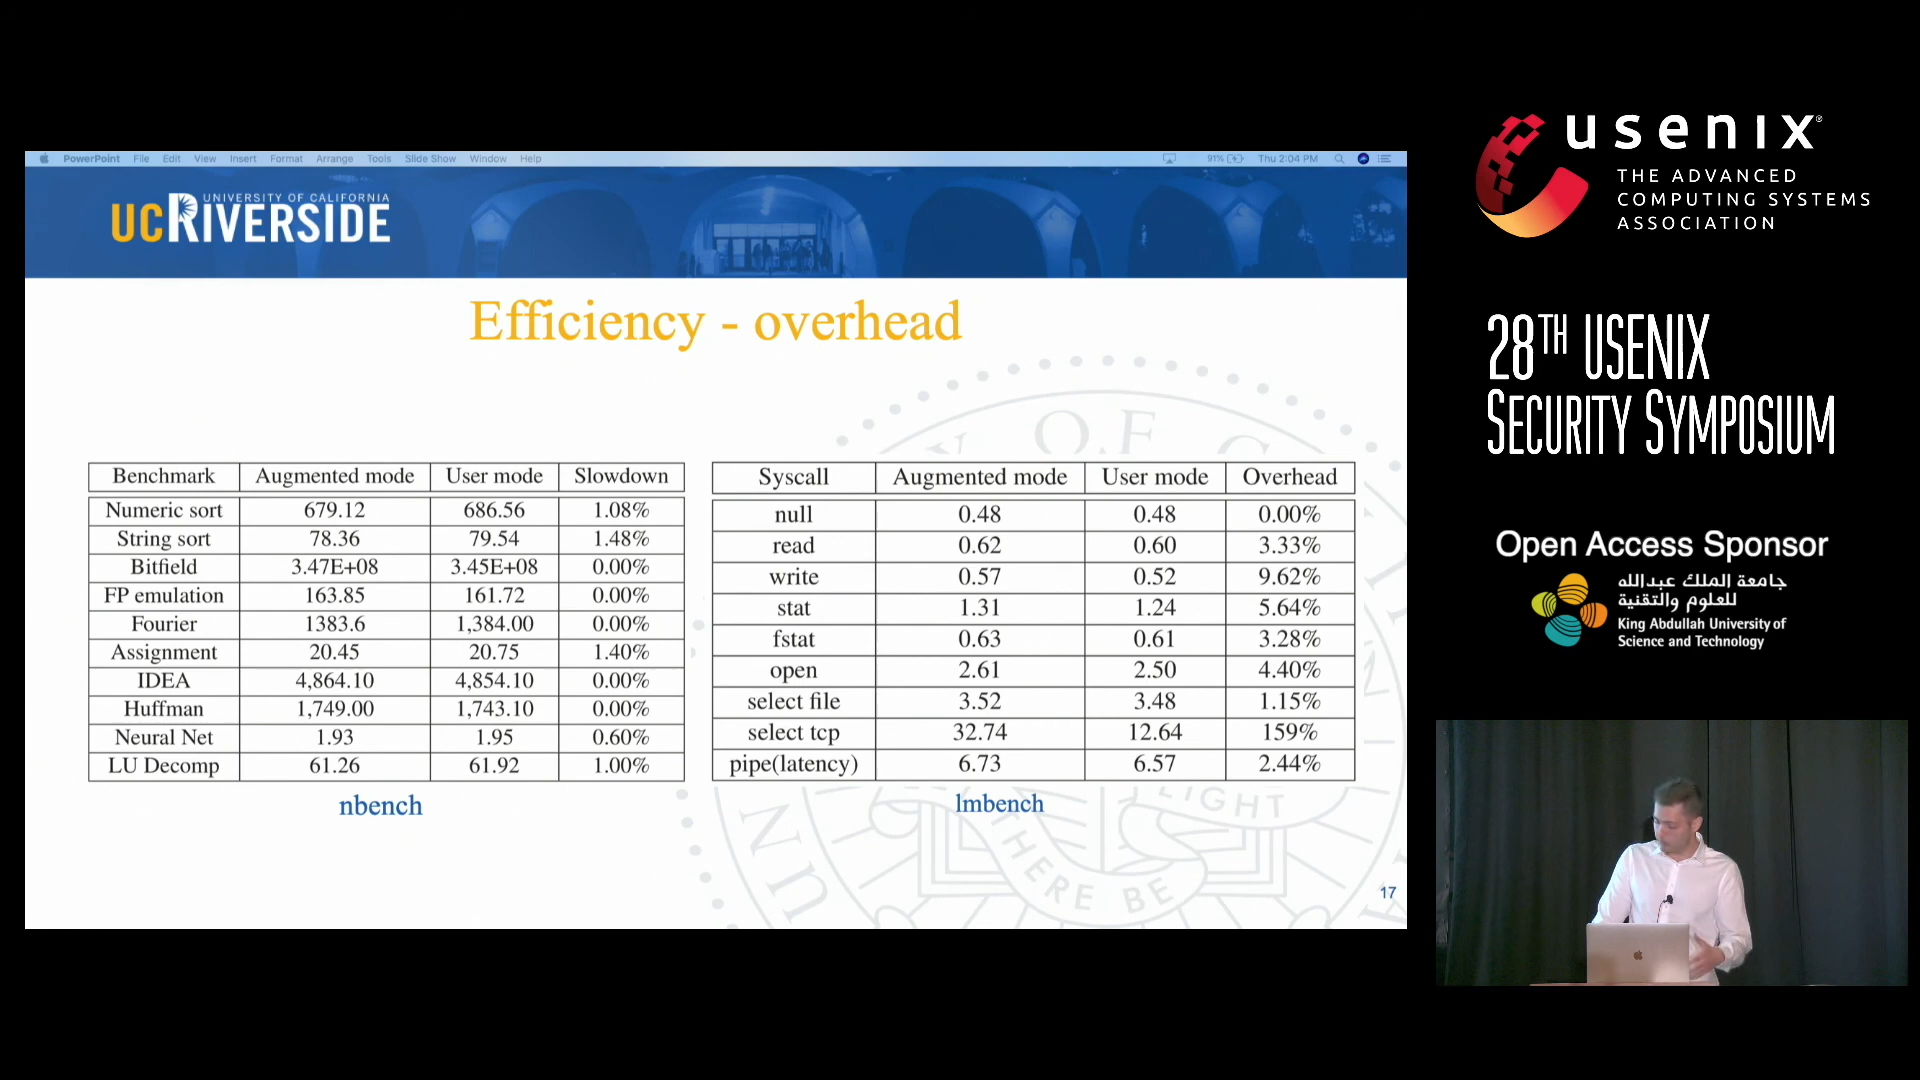 PowerPoint File Edit View Insert Format Arrange Tools Slide Show Window Help 91% Thu 2:04 PM
UNIVERSITY OF CALIFORNIA
UCRIVERSIDE
Efficiency - overhead
Benchmark Augmented mode User mode Slowdown
Numeric sort 679.12 686.56 1.08%
String sort 78.36 79.54 1.48%
Bitfield 3.47E+08 3.45E+08 0.00%
FP emulation 163.85 161.72 0.00%
Fourier 1383.6 1,384.00 0.00%
Assignment 20.45 20.75 1.40%
IDEA 4,864.10 4,854.10 0.00%
Huffman 1,749.00 1,743.10 0.00%
Neural Net 1.93 1.95 0.60%
LU Decomp 61.26 61.92 1.00%
nbench
Syscall Augmented mode User mode Overhead
null 0.48 0.48 0.00%
read 0.62 0.60 3.33%
write 0.57 0.52 9.62%
stat 1.31 1.24 5.64%
fstat 0.63 0.61 3.28%
open 2.61 2.50 4.40%
select file 3.52 3.48 1.15%
select tcp 32.74 12.64 159%
pipe(latency) 6.73 6.57 2.44%
lmbench
OF
LIGHT
THERE BE
17
usenix®
THE ADVANCED
COMPUTING SYSTEMS
ASSOCIATION
28TH USENIX
SECURITY SYMPOSIUM
Open Access Sponsor
جامعة الملك عبدالله
للعلوم والتقنية
King Abdullah University of
Science and Technology